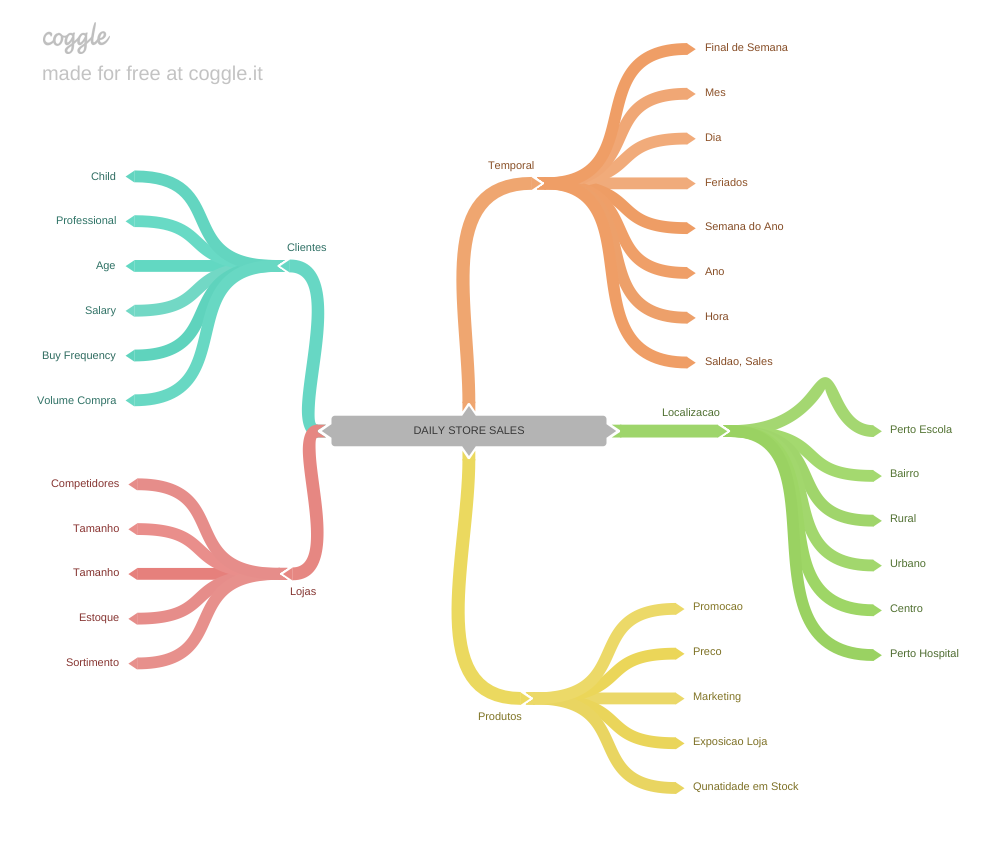 coggle
made for free at coggle.it
Clientes
Child
Professional
Age
Salary
Buy Frequency
Volume Compra
Lojas
Competidores
Tamanho
Tamanho
Estoque
Sortimento
DAILY STORE SALES
Temporal
Final de Semana
Mes
Dia
Feriados
Semana do Ano
Ano
Hora
Saldao, Sales
Localizacao
Perto Escola
Bairro
Rural
Urbano
Centro
Perto Hospital
Produtos
Promocao
Preco
Marketing
Exposicao Loja
Qunatidade em Stock